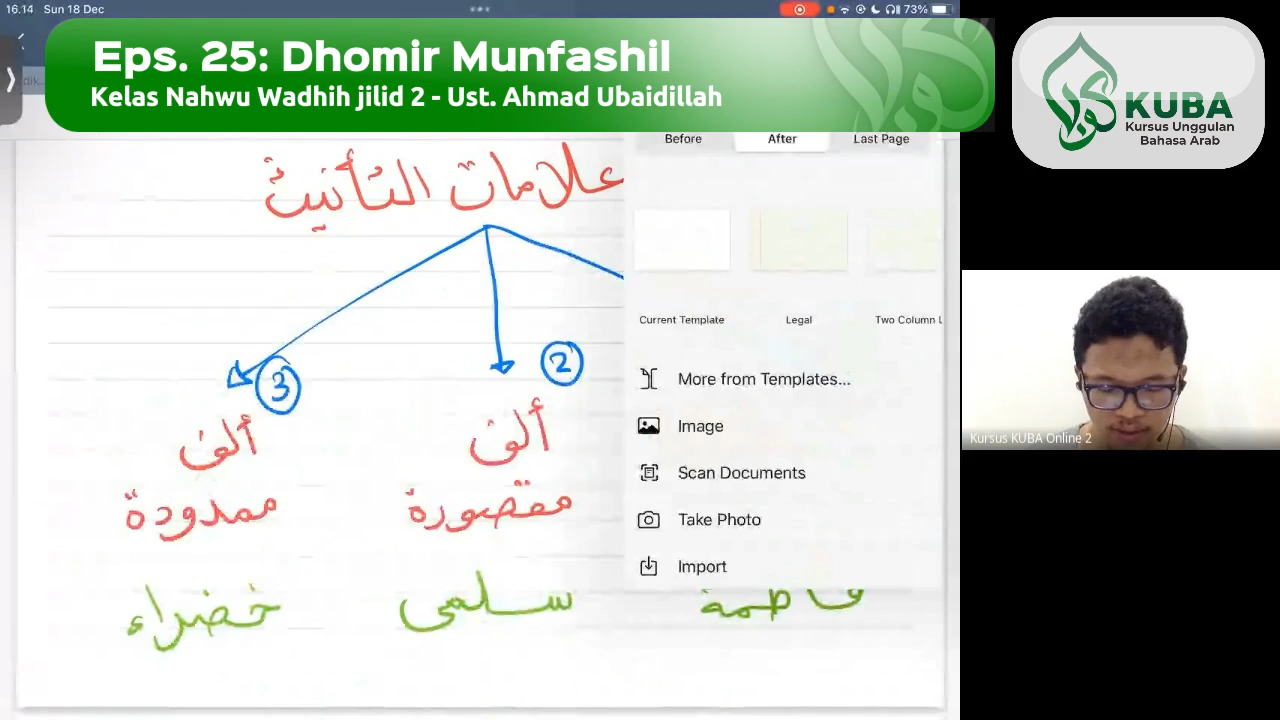 16.14 Sun 18 Dec
73%
Eps. 25: Dhomir Munfashil
Kelas Nahwu Wadhih jilid 2 - Ust. Ahmad Ubaidillah
KUBA
Kursus Unggulan
Bahasa Arab
Before After Last Page
علامات التأنيث
Current Template Legal Two Column L
3
2
More from Templates...
Image
Scan Documents
Take Photo
Import
ألف
ألف
مقصورة
ممدودة
فاطمة
سلمى
خضراء
Kursus KUBA Online 2